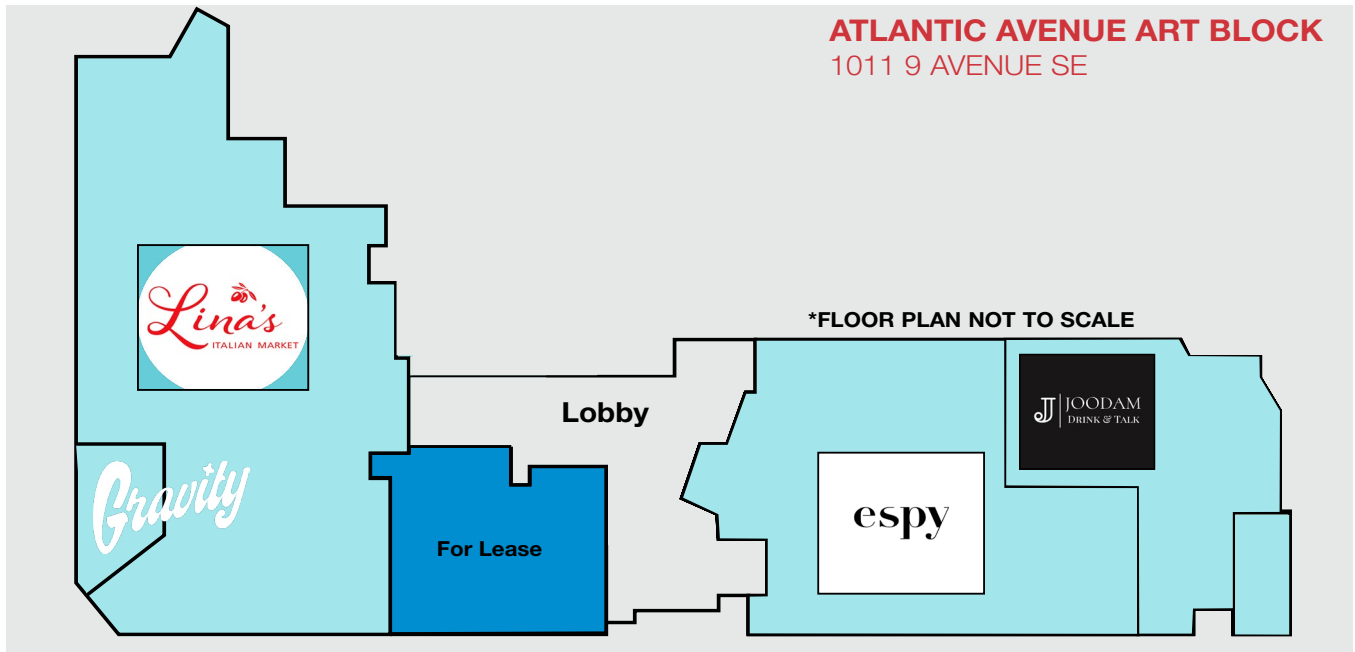 ATLANTIC AVENUE ART BLOCK
1011 9 AVENUE SE
Lina's
ITALIAN MARKET
*FLOOR PLAN NOT TO SCALE
JOODAM
DRINK & TALK
Lobby
Gravity
espy
For Lease